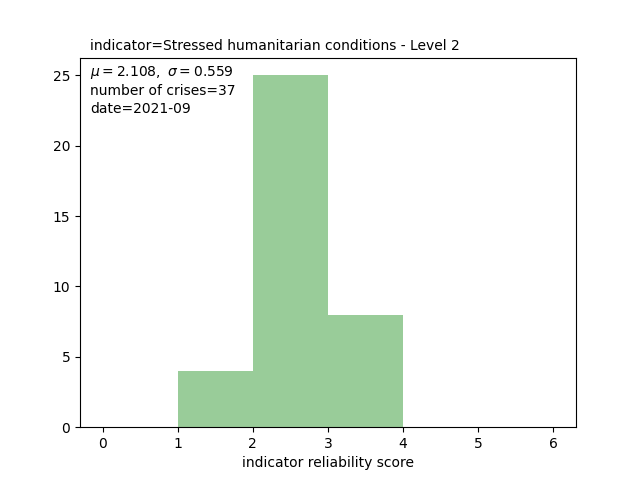 indicator=Stressed humanitarian conditions - Level 2
μ = 2.108, σ = 0.559
number of crises=37
date=2021-09
25
20
15
10
5
0
0 1 2 3 4 5 6
indicator reliability score